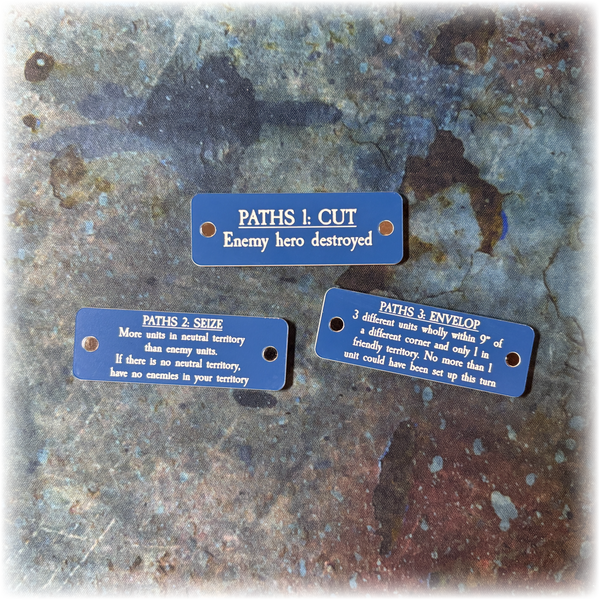 PATHS 1: CUT
Enemy hero destroyed
PATHS 2: SEIZE
More units in neutral territory
than enemy units.
If there is no neutral territory,
have no enemies in your territory
PATHS 3: ENVELOP
3 different units wholly within 9" of
a different corner and only 1 in
friendly territory. No more than 1
unit could have been set up this turn